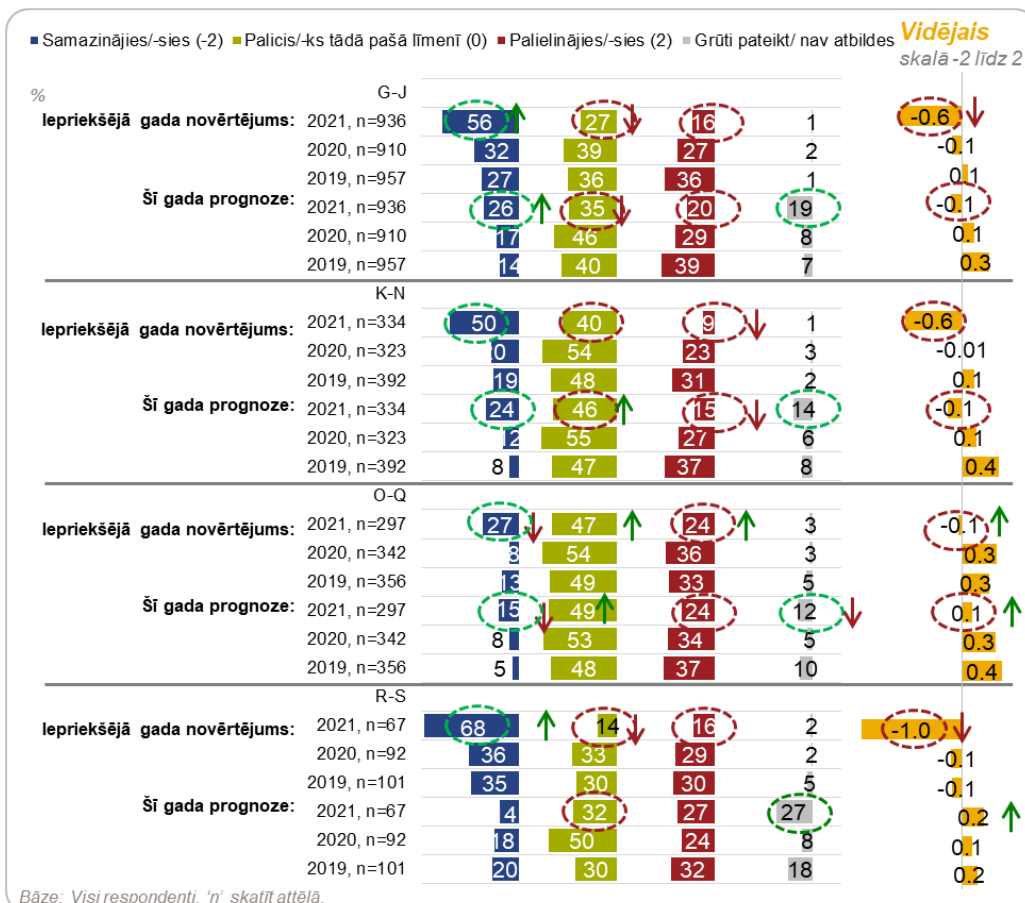 ■ Samazinājies/-sies (-2) ■ Palicis/-ks tādā pašā līmenī (0) ■ Palielinājies/-sies (2) ■ Grūti pateikt/ nav atbildes Vidējais
skalā -2 līdz 2
%
G-J
Iepriekšējā gada novērtējums: 2021, n=936 56 27 16 1 -0.6
2020, n=910 32 39 27 2 -0.1
2019, n=957 27 36 36 1 0.1
Šī gada prognoze: 2021, n=936 26 35 20 19 -0.1
2020, n=910 17 46 29 8 0.1
2019, n=957 14 40 39 7 0.3
K-N
Iepriekšējā gada novērtējums: 2021, n=334 50 40 9 1 -0.6
2020, n=323 20 54 23 3 -0.01
2019, n=392 19 48 31 2 0.1
Šī gada prognoze: 2021, n=334 24 46 15 14 -0.1
2020, n=323 12 55 27 6 0.1
2019, n=392 8 47 37 8 0.4
O-Q
Iepriekšējā gada novērtējums: 2021, n=297 27 47 24 3 -0.1
2020, n=342 8 54 36 3 0.3
2019, n=356 13 49 33 5 0.3
Šī gada prognoze: 2021, n=297 15 49 24 12 0.1
2020, n=342 8 53 34 5 0.3
2019, n=356 5 48 37 10 0.4
R-S
Iepriekšējā gada novērtējums: 2021, n=67 68 14 16 2 -1.0
2020, n=92 36 33 29 2 -0.1
2019, n=101 35 30 30 5 -0.1
Šī gada prognoze: 2021, n=67 4 32 27 27 0.2
2020, n=92 18 50 24 8 0.1
2019, n=101 20 30 32 18 0.2
Bāze: Visi respondenti, 'n' skatīt attēlā.